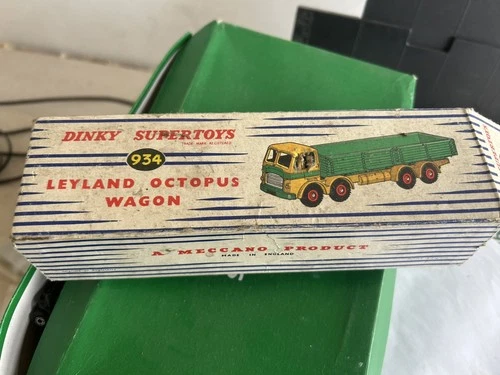 DINKY SUPERTOYS
TRADE MARK REGISTERED
934
LEYLAND OCTOPUS
WAGON
A MECCANO PRODUCT
MADE IN ENGLAND